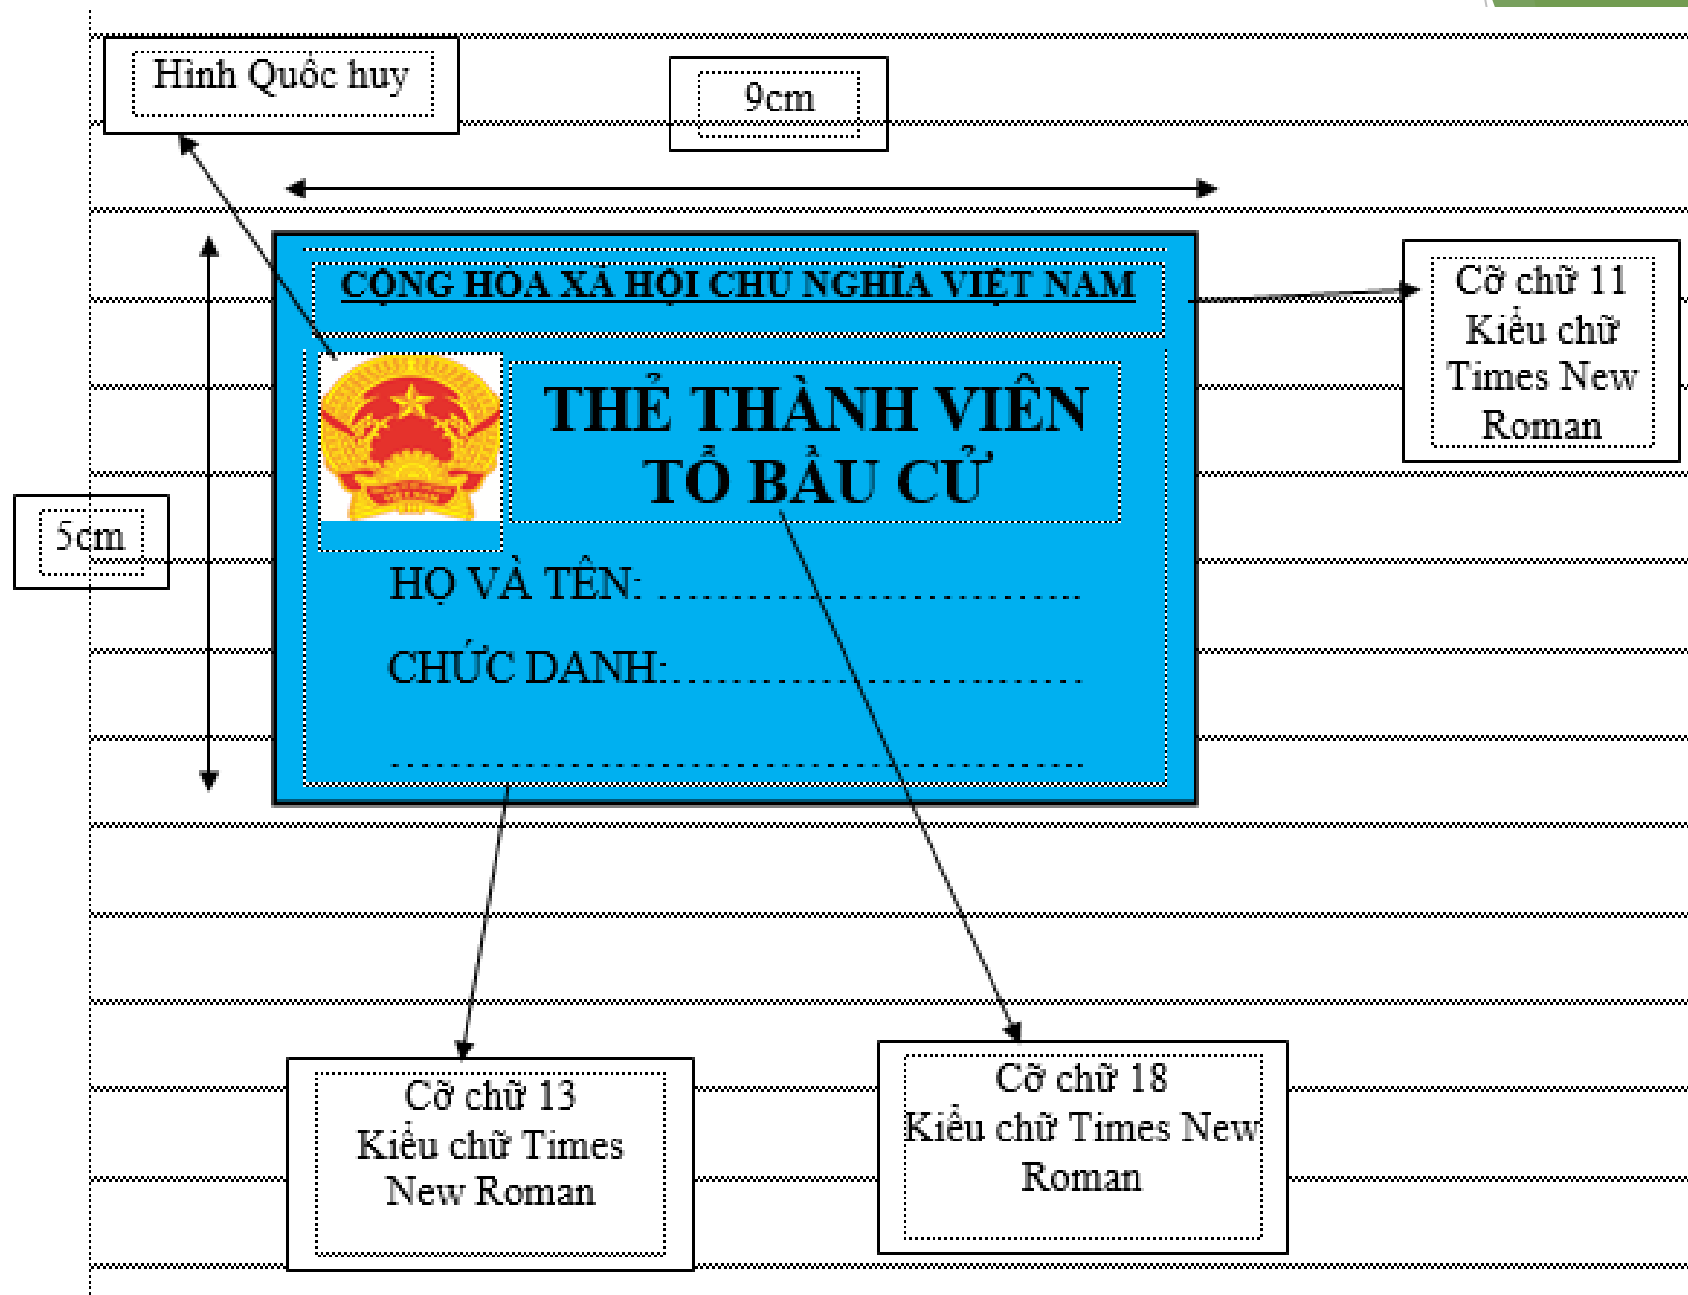 Hình Quốc huy
9cm
CỘNG HÒA XÃ HỘI CHỦ NGHĨA VIỆT NAM
Cỡ chữ 11
Kiểu chữ
Times New
Roman
THẺ THÀNH VIÊN
TỔ BẦU CỬ
5cm
HỌ VÀ TÊN: ................................
CHỨC DANH:................................
................................................
Cỡ chữ 13
Kiểu chữ Times
New Roman
Cỡ chữ 18
Kiểu chữ Times New
Roman